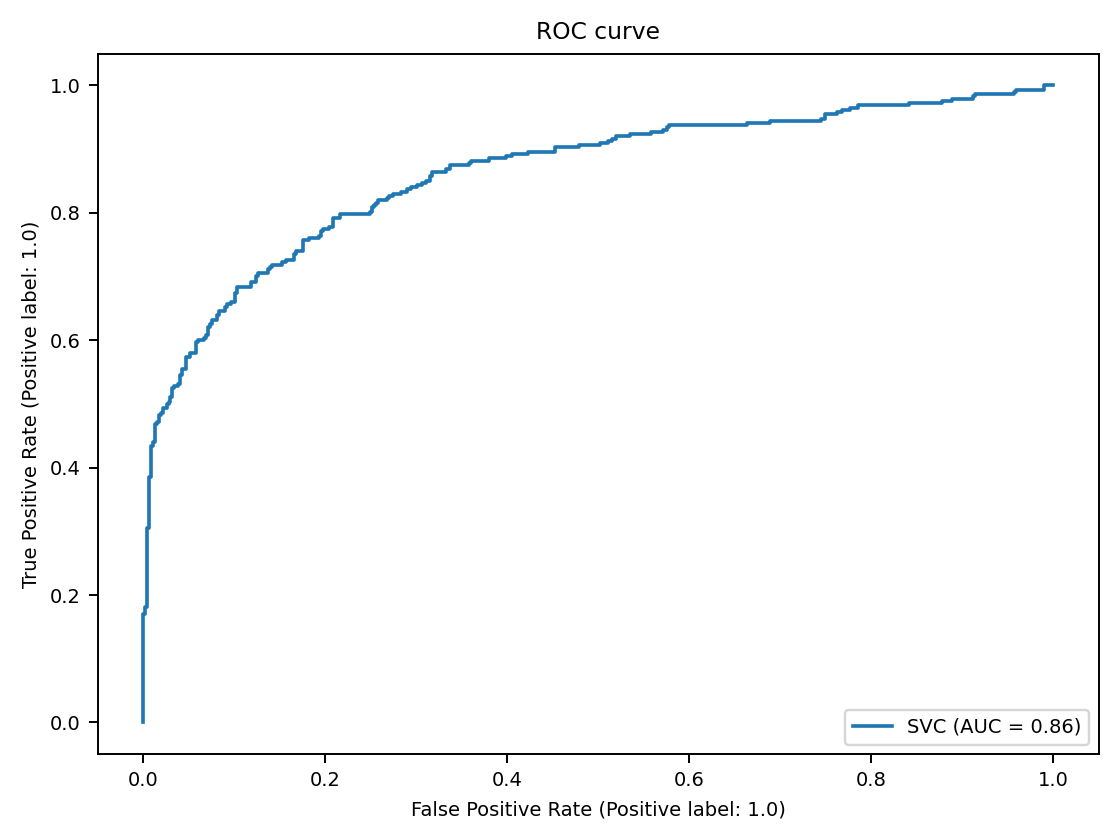 ROC curve
True Positive Rate (Positive label: 1.0)
1.0
0.8
0.6
0.4
0.2
0.0
SVC (AUC = 0.86)
0.0 0.2 0.4 0.6 0.8 1.0
False Positive Rate (Positive label: 1.0)